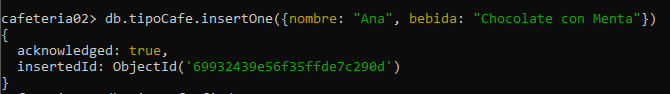 cafeteria02> db.tipoCafe.insertOne({nombre: "Ana", bebida: "Chocolate con Menta"})
{
  acknowledged: true,
  insertedId: ObjectId('69932439e56f35ffde7c290d')
}